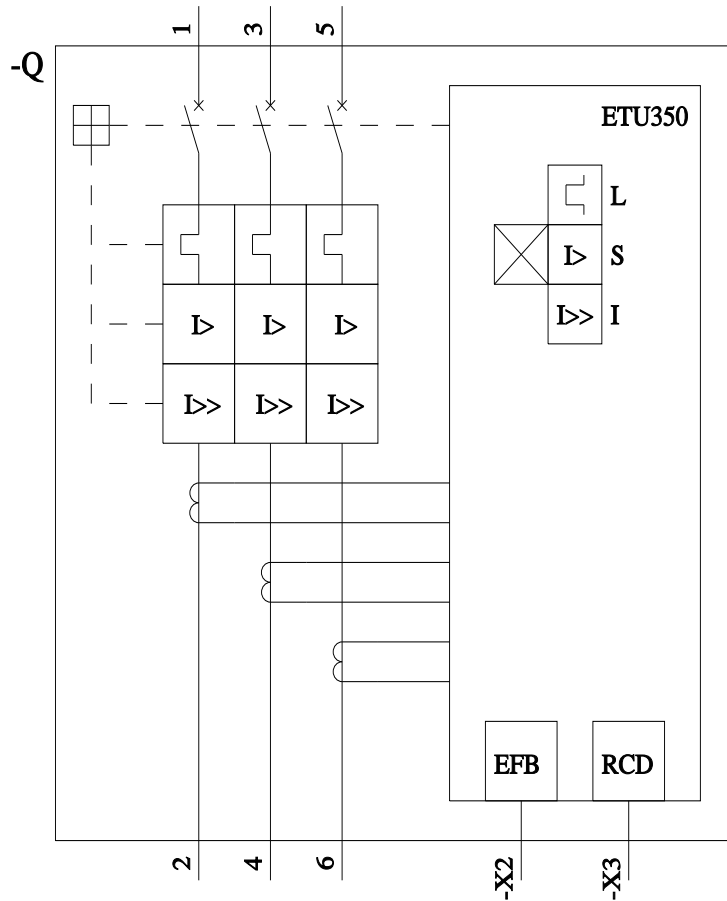 1 3 5
-Q
ETU350
L
I> S
I>> I
I> I> I>
I>> I>> I>>
EFB RCD
2 4 6 -X2 -X3